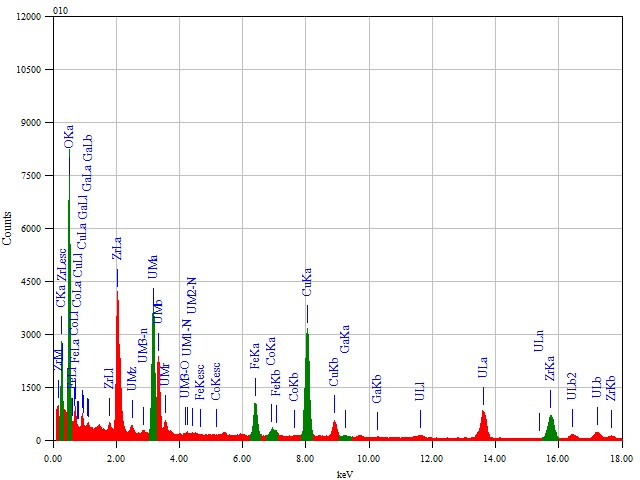 12000
010
10500
9000
7500
6000
4500
3000
1500
0.00
Counts
ZrM
CKa
ZrLesc
OKa
FeLl
FeLa
CoLl
CoLa
CuLl
CuLa
GaLl
GaLa
GaLb
ZrLl
ZrLa
UMz
UM3-n
UMa
UMb
UMr
UM3-O
UM1-N
UM2-N
FeKesc
CoKesc
FeKa
CoKa
FeKb
CoKb
CuKa
CuKb
GaKa
GaKb
ULl
ULa
ULn
ZrKa
ULb2
ULb
ZrKb
0.00 2.00 4.00 6.00 8.00 10.00 12.00 14.00 16.00 18.00
keV